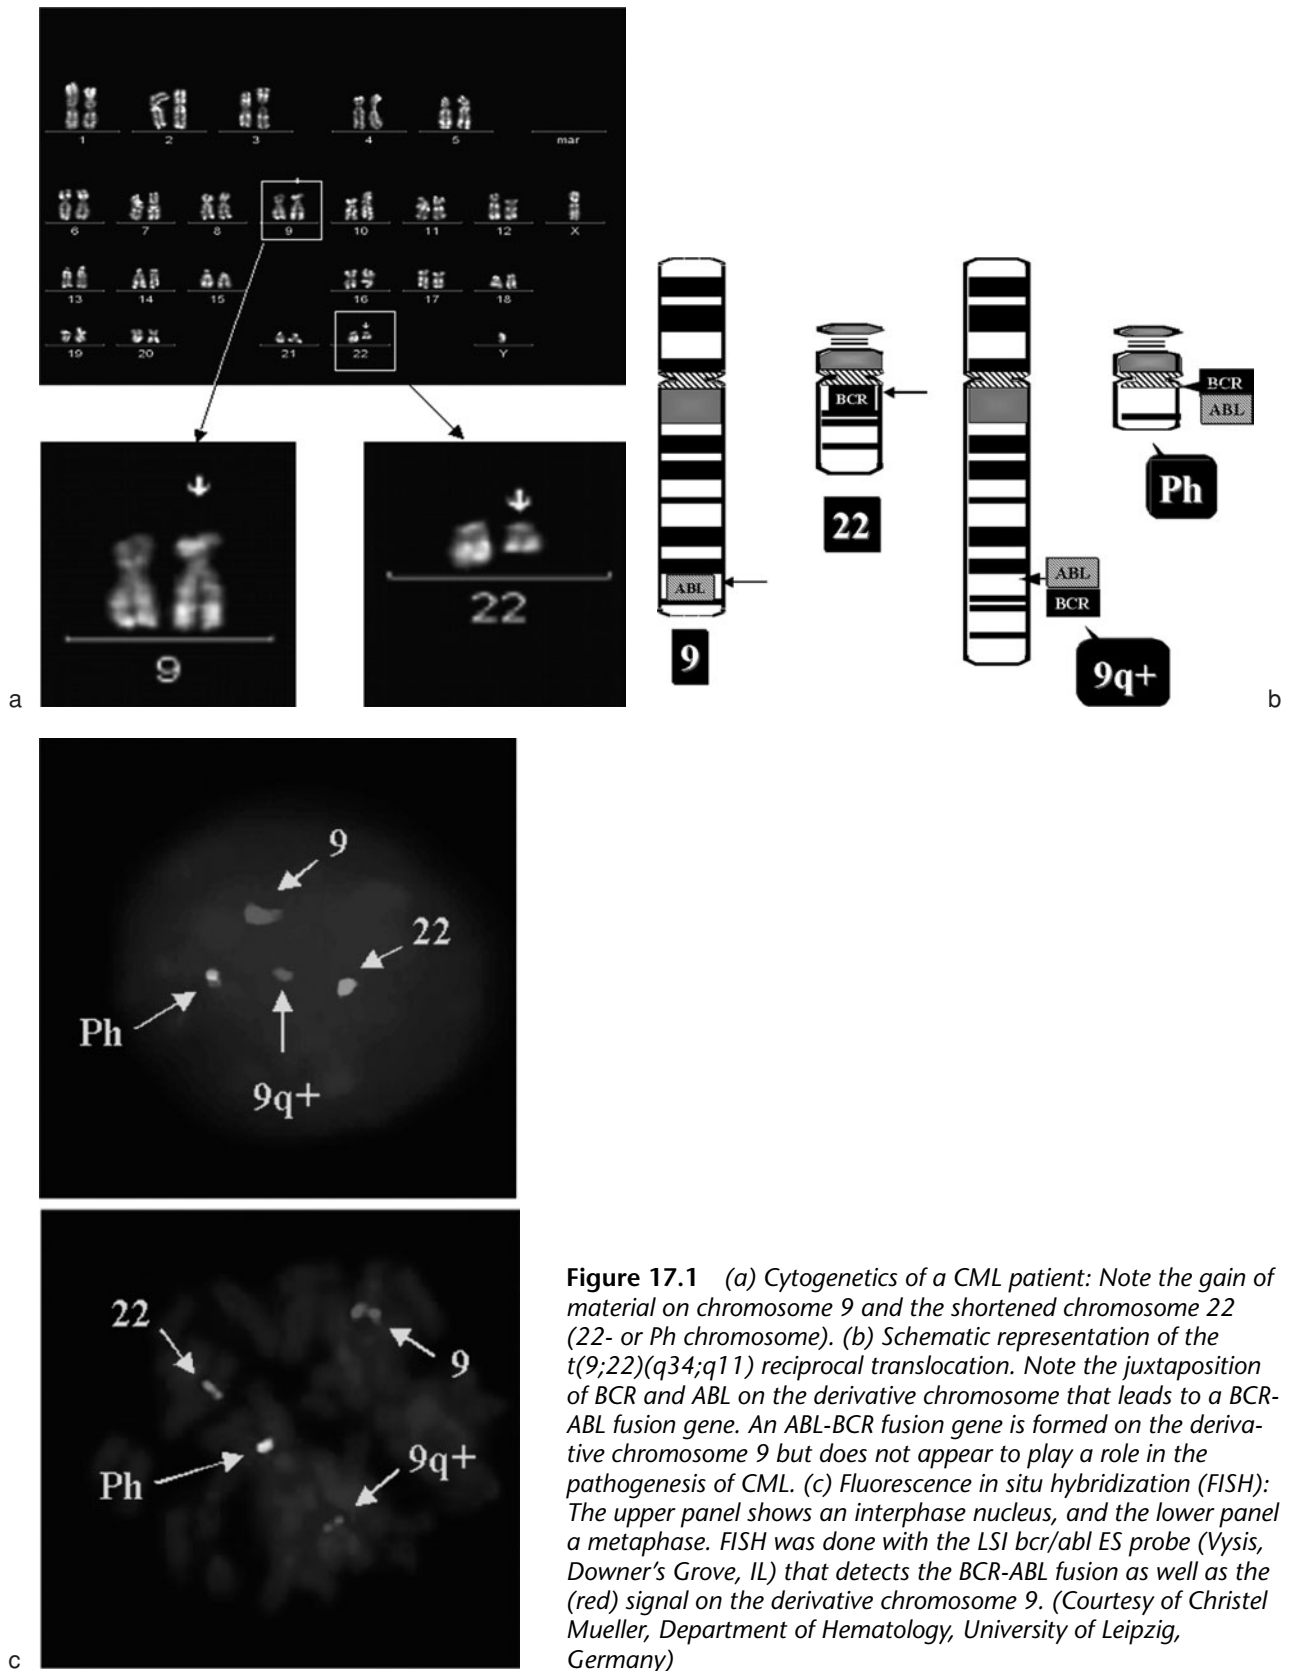 1 2 3 4 5 mar
6 7 8 9 10 11 12 X
13 14 15 16 17 18
19 20 21 22 Y
9
22
a
BCR
ABL
22
9
BCR
ABL
Ph
ABL
BCR
9q+
b
9
22
Ph
9q+
22
9
9q+
Ph
c
Figure 17.1 (a) Cytogenetics of a CML patient: Note the gain of
material on chromosome 9 and the shortened chromosome 22
(22- or Ph chromosome). (b) Schematic representation of the
t(9;22)(q34;q11) reciprocal translocation. Note the juxtaposition
of BCR and ABL on the derivative chromosome that leads to a BCR-
ABL fusion gene. An ABL-BCR fusion gene is formed on the deriva-
tive chromosome 9 but does not appear to play a role in the
pathogenesis of CML. (c) Fluorescence in situ hybridization (FISH):
The upper panel shows an interphase nucleus, and the lower panel
a metaphase. FISH was done with the LSI bcr/abl ES probe (Vysis,
Downer's Grove, IL) that detects the BCR-ABL fusion as well as the
(red) signal on the derivative chromosome 9. (Courtesy of Christel
Mueller, Department of Hematology, University of Leipzig,
Germany)